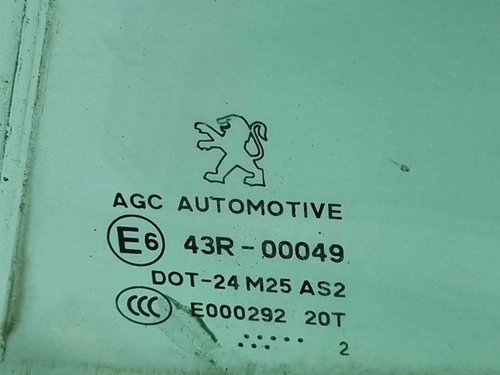 AGC AUTOMOTIVE
E6 43R-00049
DOT-24 M25 AS2
CCC E000292 20T
2